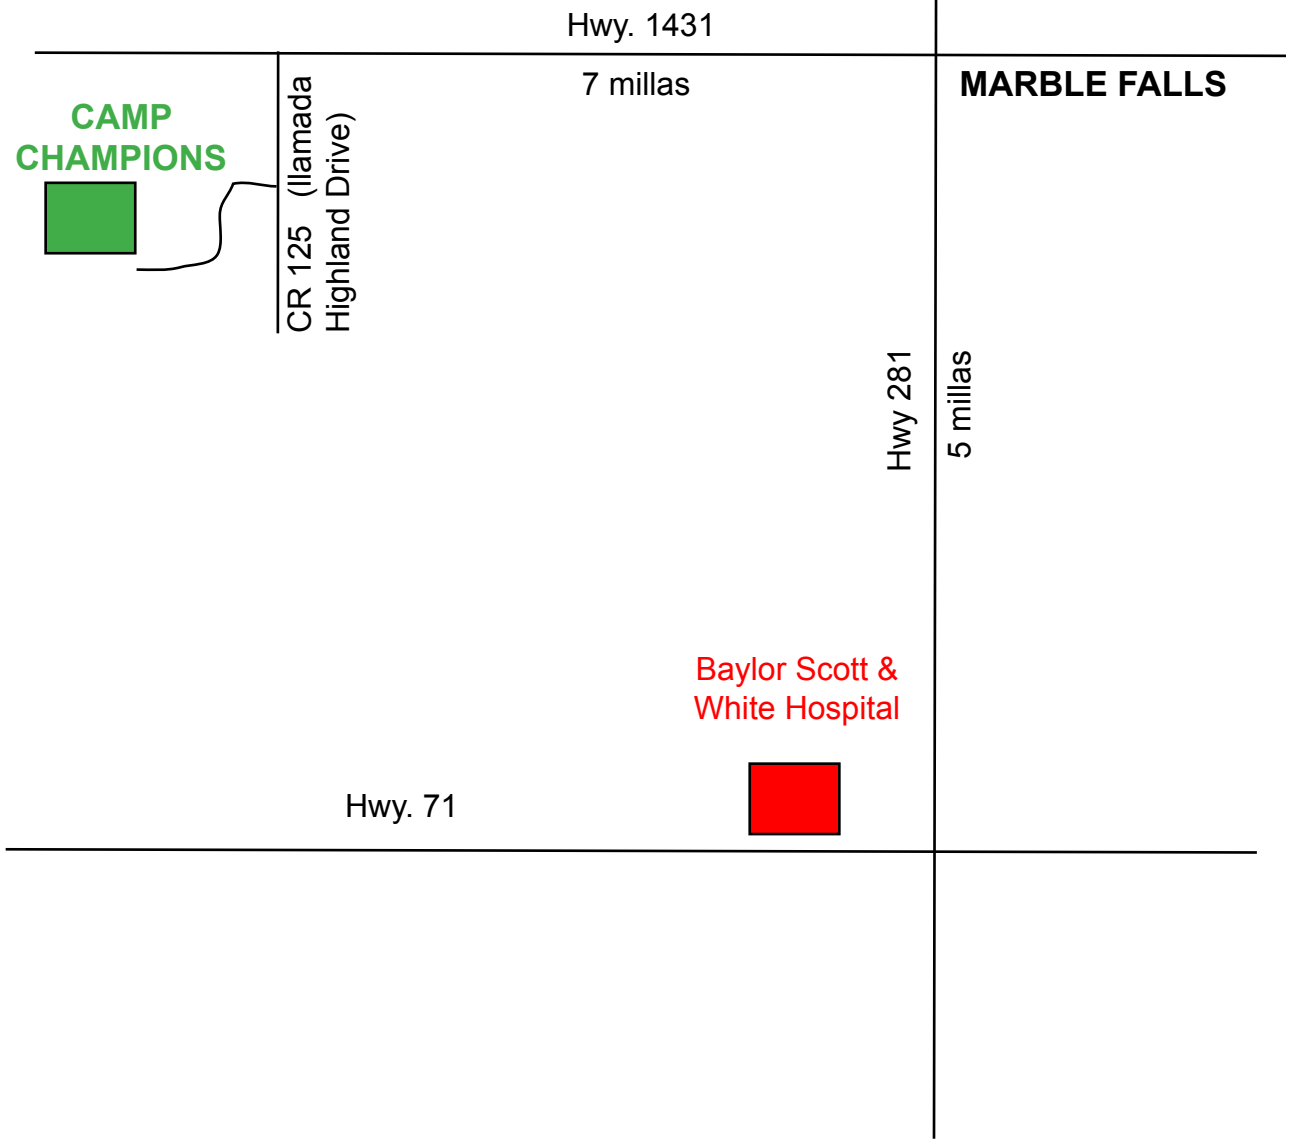 Hwy. 1431
7 millas
MARBLE FALLS
CAMP
CHAMPIONS
CR 125 (llamada
Highland Drive)
Hwy 281
5 millas
Baylor Scott &
White Hospital
Hwy. 71